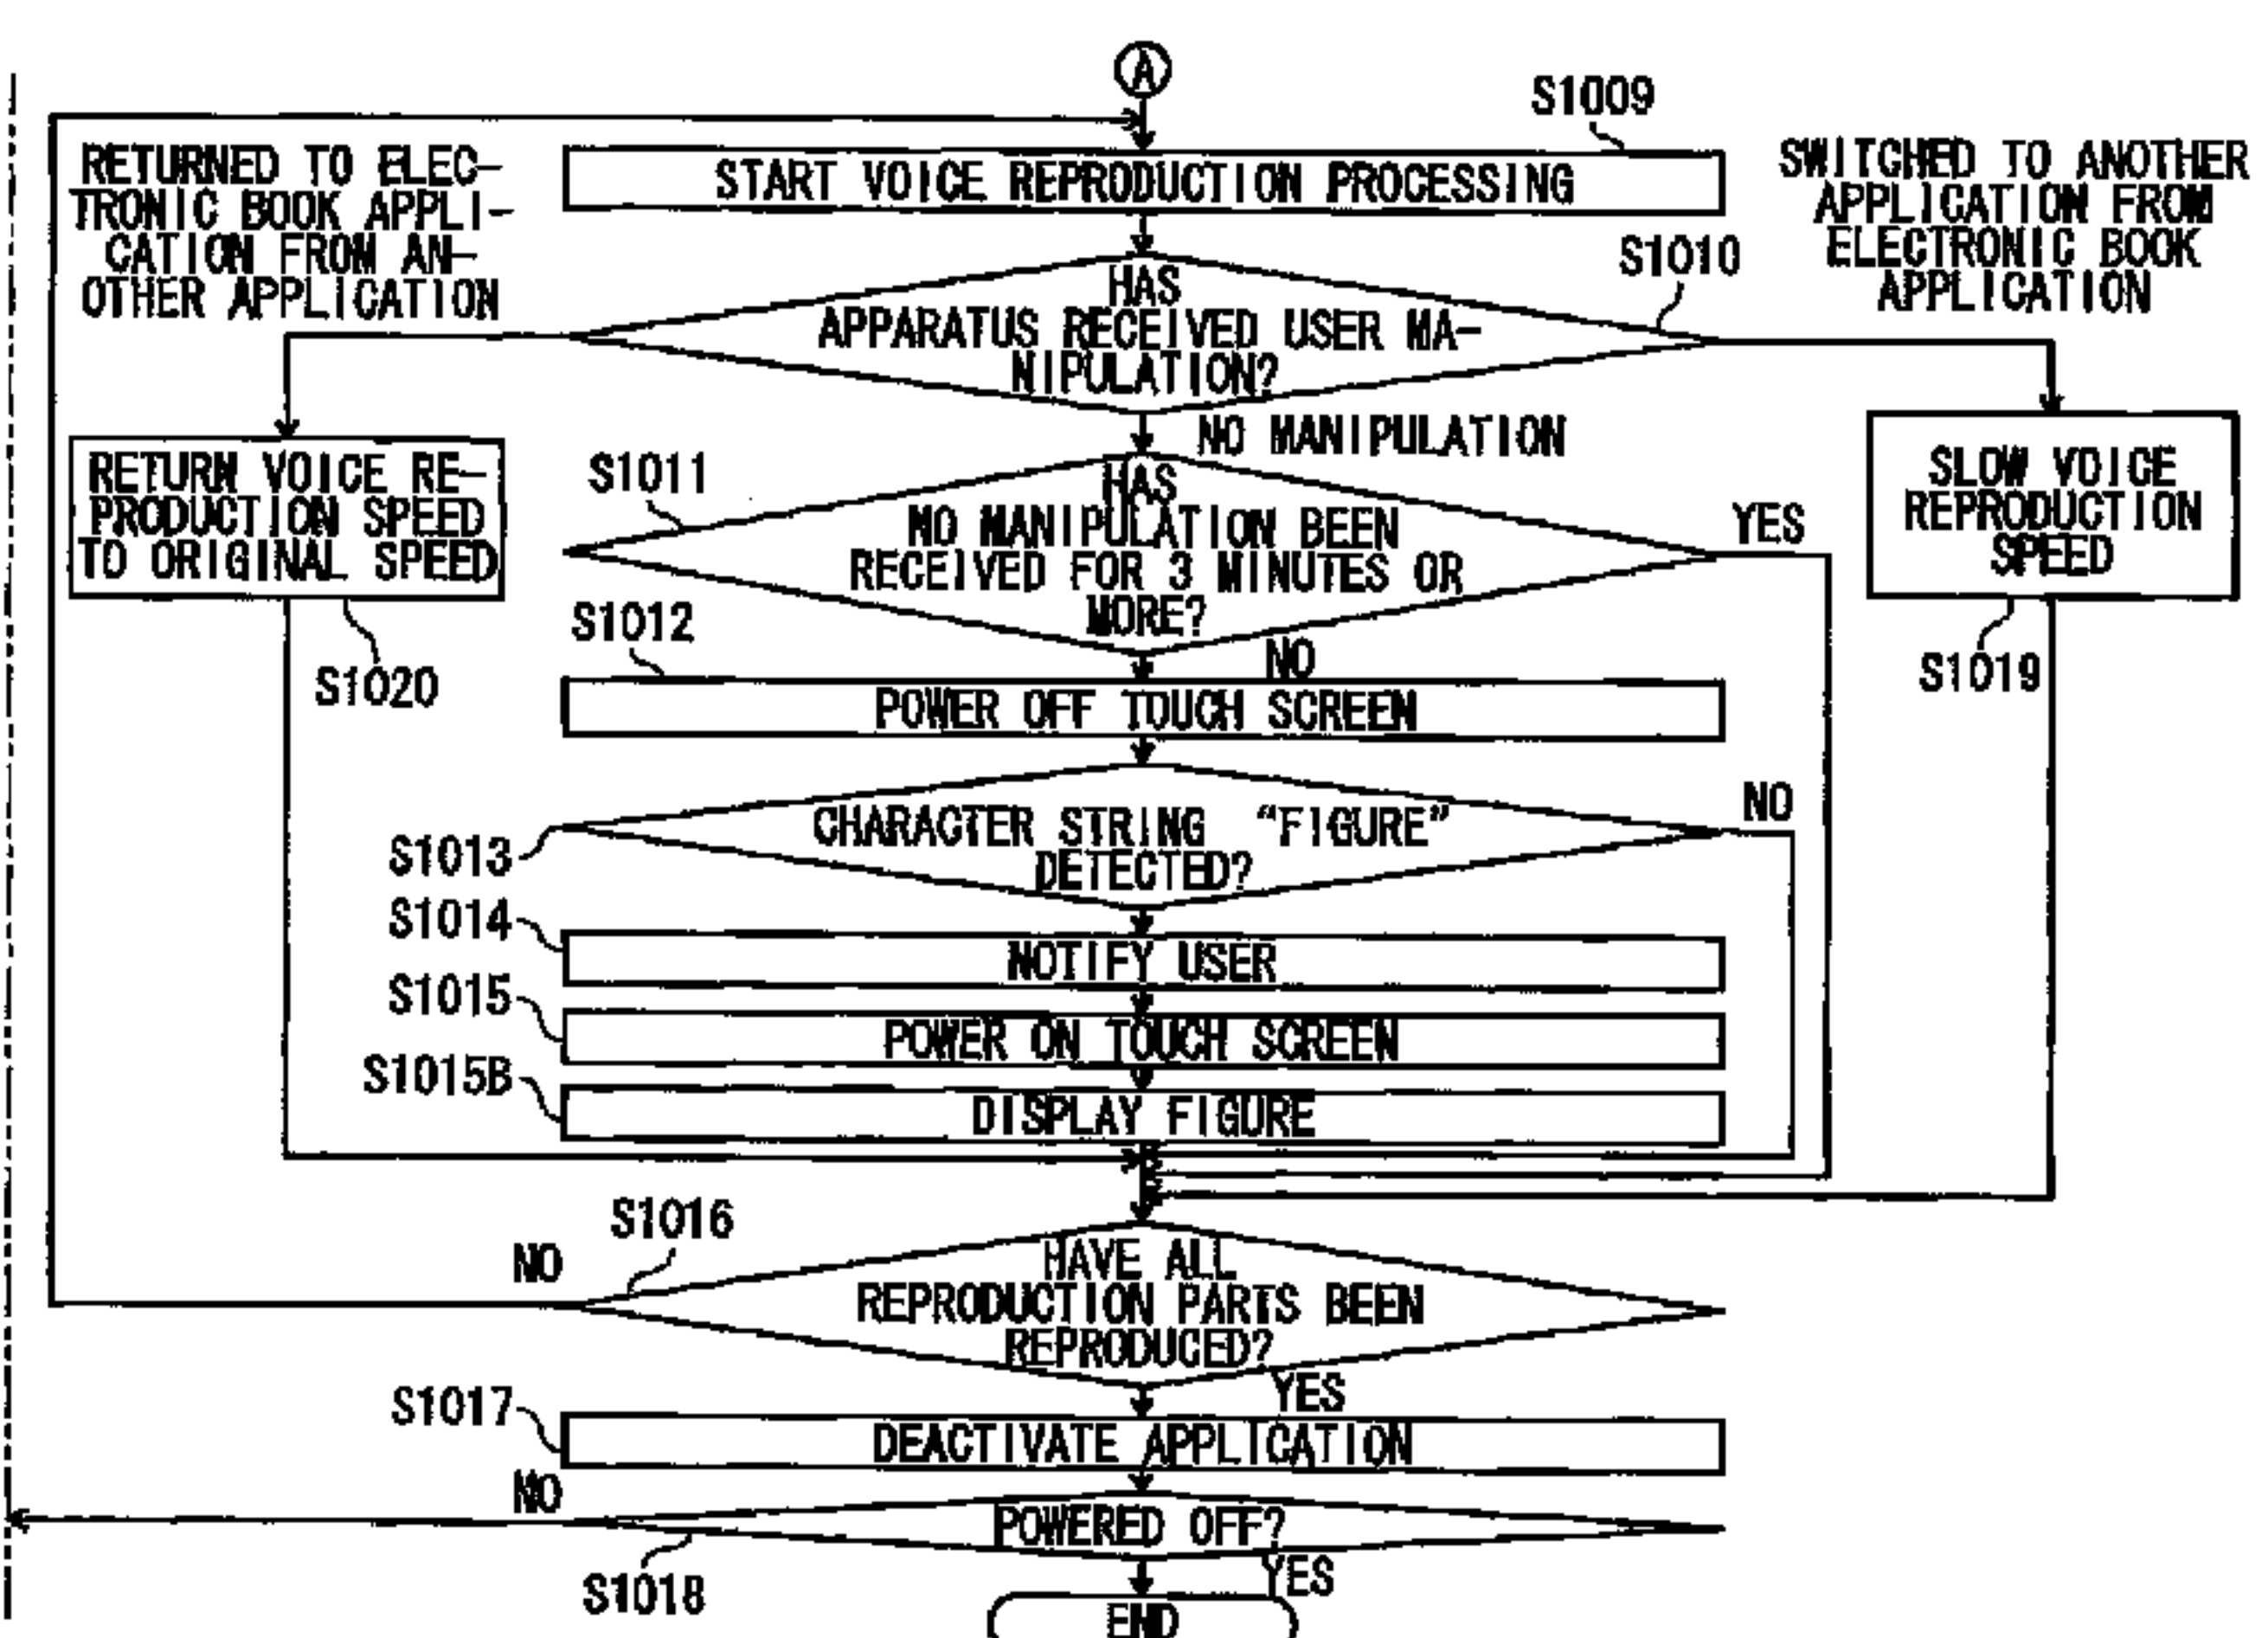 A
S1009
START VOICE REPRODUCTION PROCESSING
RETURNED TO ELEC-
TRONIC BOOK APPLI-
CATION FROM AN-
OTHER APPLICATION
SWITCHED TO ANOTHER
APPLICATION FROM
ELECTRONIC BOOK
APPLICATION
S1010
HAS
APPARATUS RECEIVED USER MA-
NIPULATION?
NO MANIPULATION
RETURN VOICE RE-
PRODUCTION SPEED
TO ORIGINAL SPEED
S1020
S1011
HAS
MO MANIPULATION BEEN
RECEIVED FOR 3 MINUTES OR
MORE?
YES
NO
SLOW VOICE
REPRODUCTION
SPEED
S1019
S1012
POWER OFF TOUCH SCREEN
S1013
CHARACTER STRING "FIGURE"
DETECTED?
NO
S1014
NOTIFY USER
S1015
POWER ON TOUCH SCREEN
S1015B
DISPLAY FIGURE
S1016
NO
HAVE ALL
REPRODUCTION PARTS BEEN
REPRODUCED?
YES
S1017
DEACTIVATE APPLICATION
NO
POWERED OFF?
S1018
YES
END